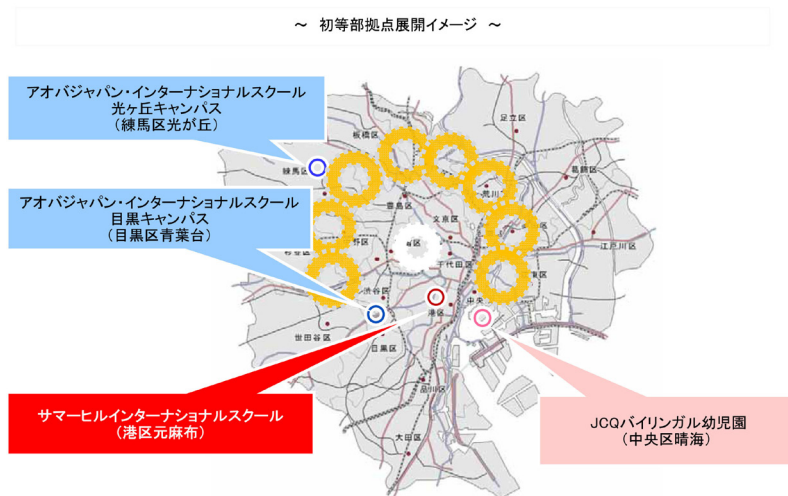 ～ 初等部拠点展開イメージ ～
アオバジャパン・インターナショナルスクール
光ヶ丘キャンパス
（練馬区光が丘）
アオバジャパン・インターナショナルスクール
目黒キャンパス
（目黒区青葉台）
サマーヒルインターナショナルスクール
（港区元麻布）
JCQバイリンガル幼児園
（中央区晴海）
足立区
板橋区
練馬区
葛飾区
荒川
豊島区
文京区
江戸川区
野区
区
千代田区
渋谷区
中央
港区
世田谷区
目黒区
品川区
大田区